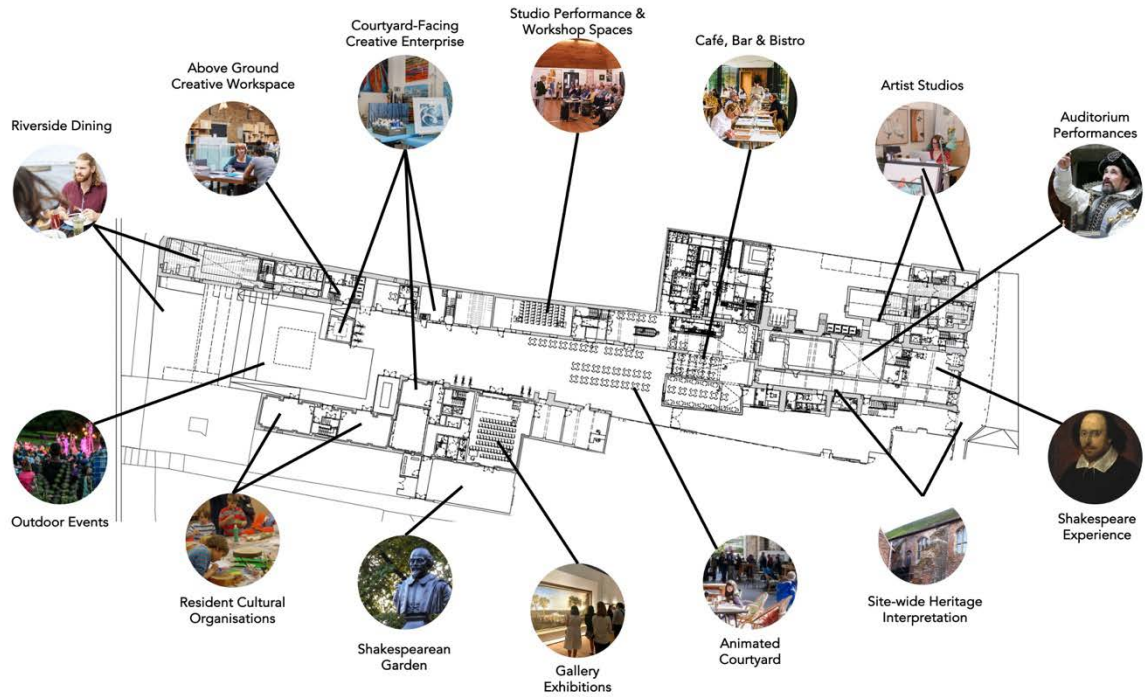 Studio Performance &
Workshop Spaces
Courtyard-Facing
Creative Enterprise
Café, Bar & Bistro
Above Ground
Creative Workspace
Artist Studios
Riverside Dining
Auditorium
Performances
Outdoor Events
Shakespeare
Experience
Resident Cultural
Organisations
Site-wide Heritage
Interpretation
Shakespearean
Garden
Animated
Courtyard
Gallery
Exhibitions